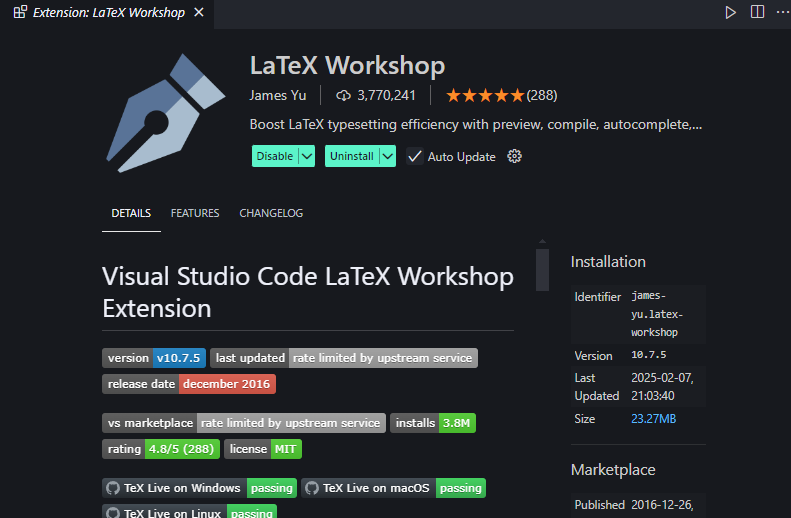 Extension: LaTeX Workshop
LaTeX Workshop
James Yu 3,770,241 (288)
Boost LaTeX typesetting efficiency with preview, compile, autocomplete,...
Disable Uninstall Auto Update
DETAILS FEATURES CHANGELOG
Visual Studio Code LaTeX Workshop
Extension
version v10.7.5 last updated rate limited by upstream service
release date december 2016
vs marketplace rate limited by upstream service installs 3.8M
rating 4.8/5 (288) license MIT
TeX Live on Windows passing TeX Live on macOS passing
TeX Live on Linux passing
Installation
Identifier james-
yu.latex-
workshop
Version 10.7.5
Last 2025-02-07,
Updated 21:03:40
Size 23.27MB
Marketplace
Published 2016-12-26,